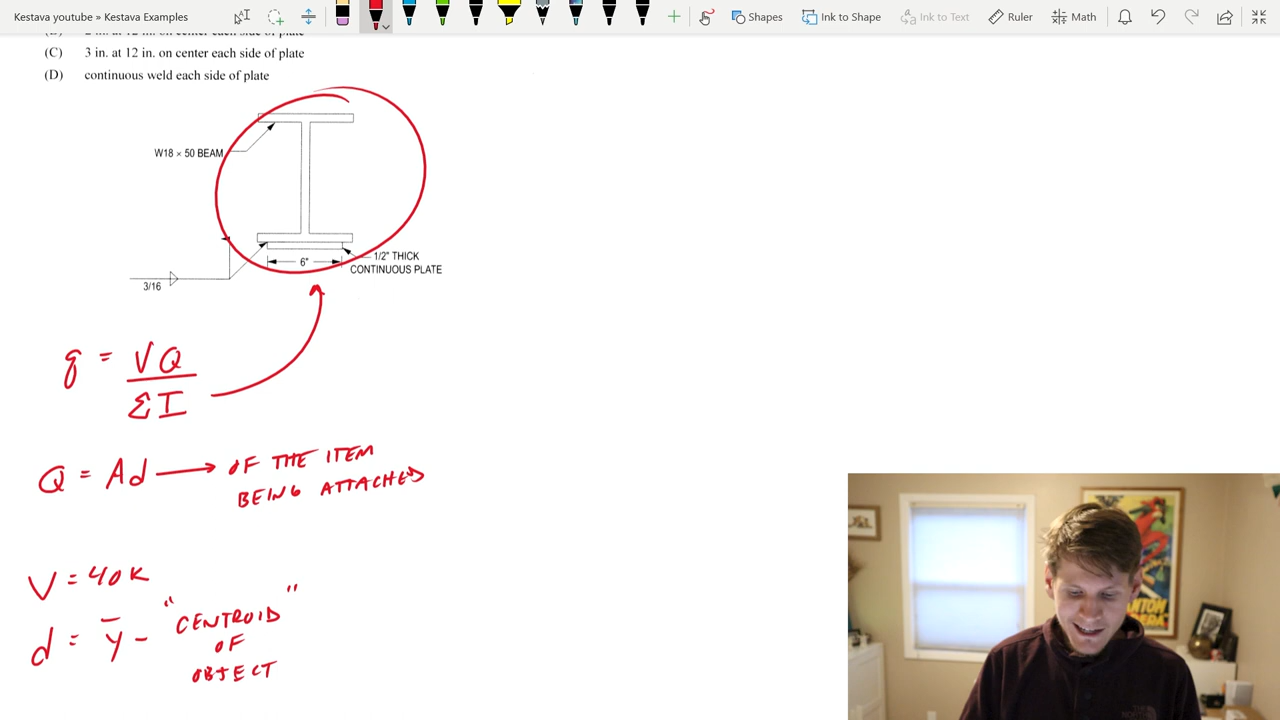 Kestava youtube » Kestava Examples
Shapes
Ink to Shape
Ink to Text
Ruler
Math
(C) 3 in. at 12 in. on center each side of plate
(D) continuous weld each side of plate
W18 × 50 BEAM
1/2" THICK
CONTINUOUS PLATE
6"
3/16
q = VQ
ΣI
Q = Ad → OF THE ITEM
BEING ATTACHED
V = 40K
d = ȳ - "CENTROID"
OF
OBJECT